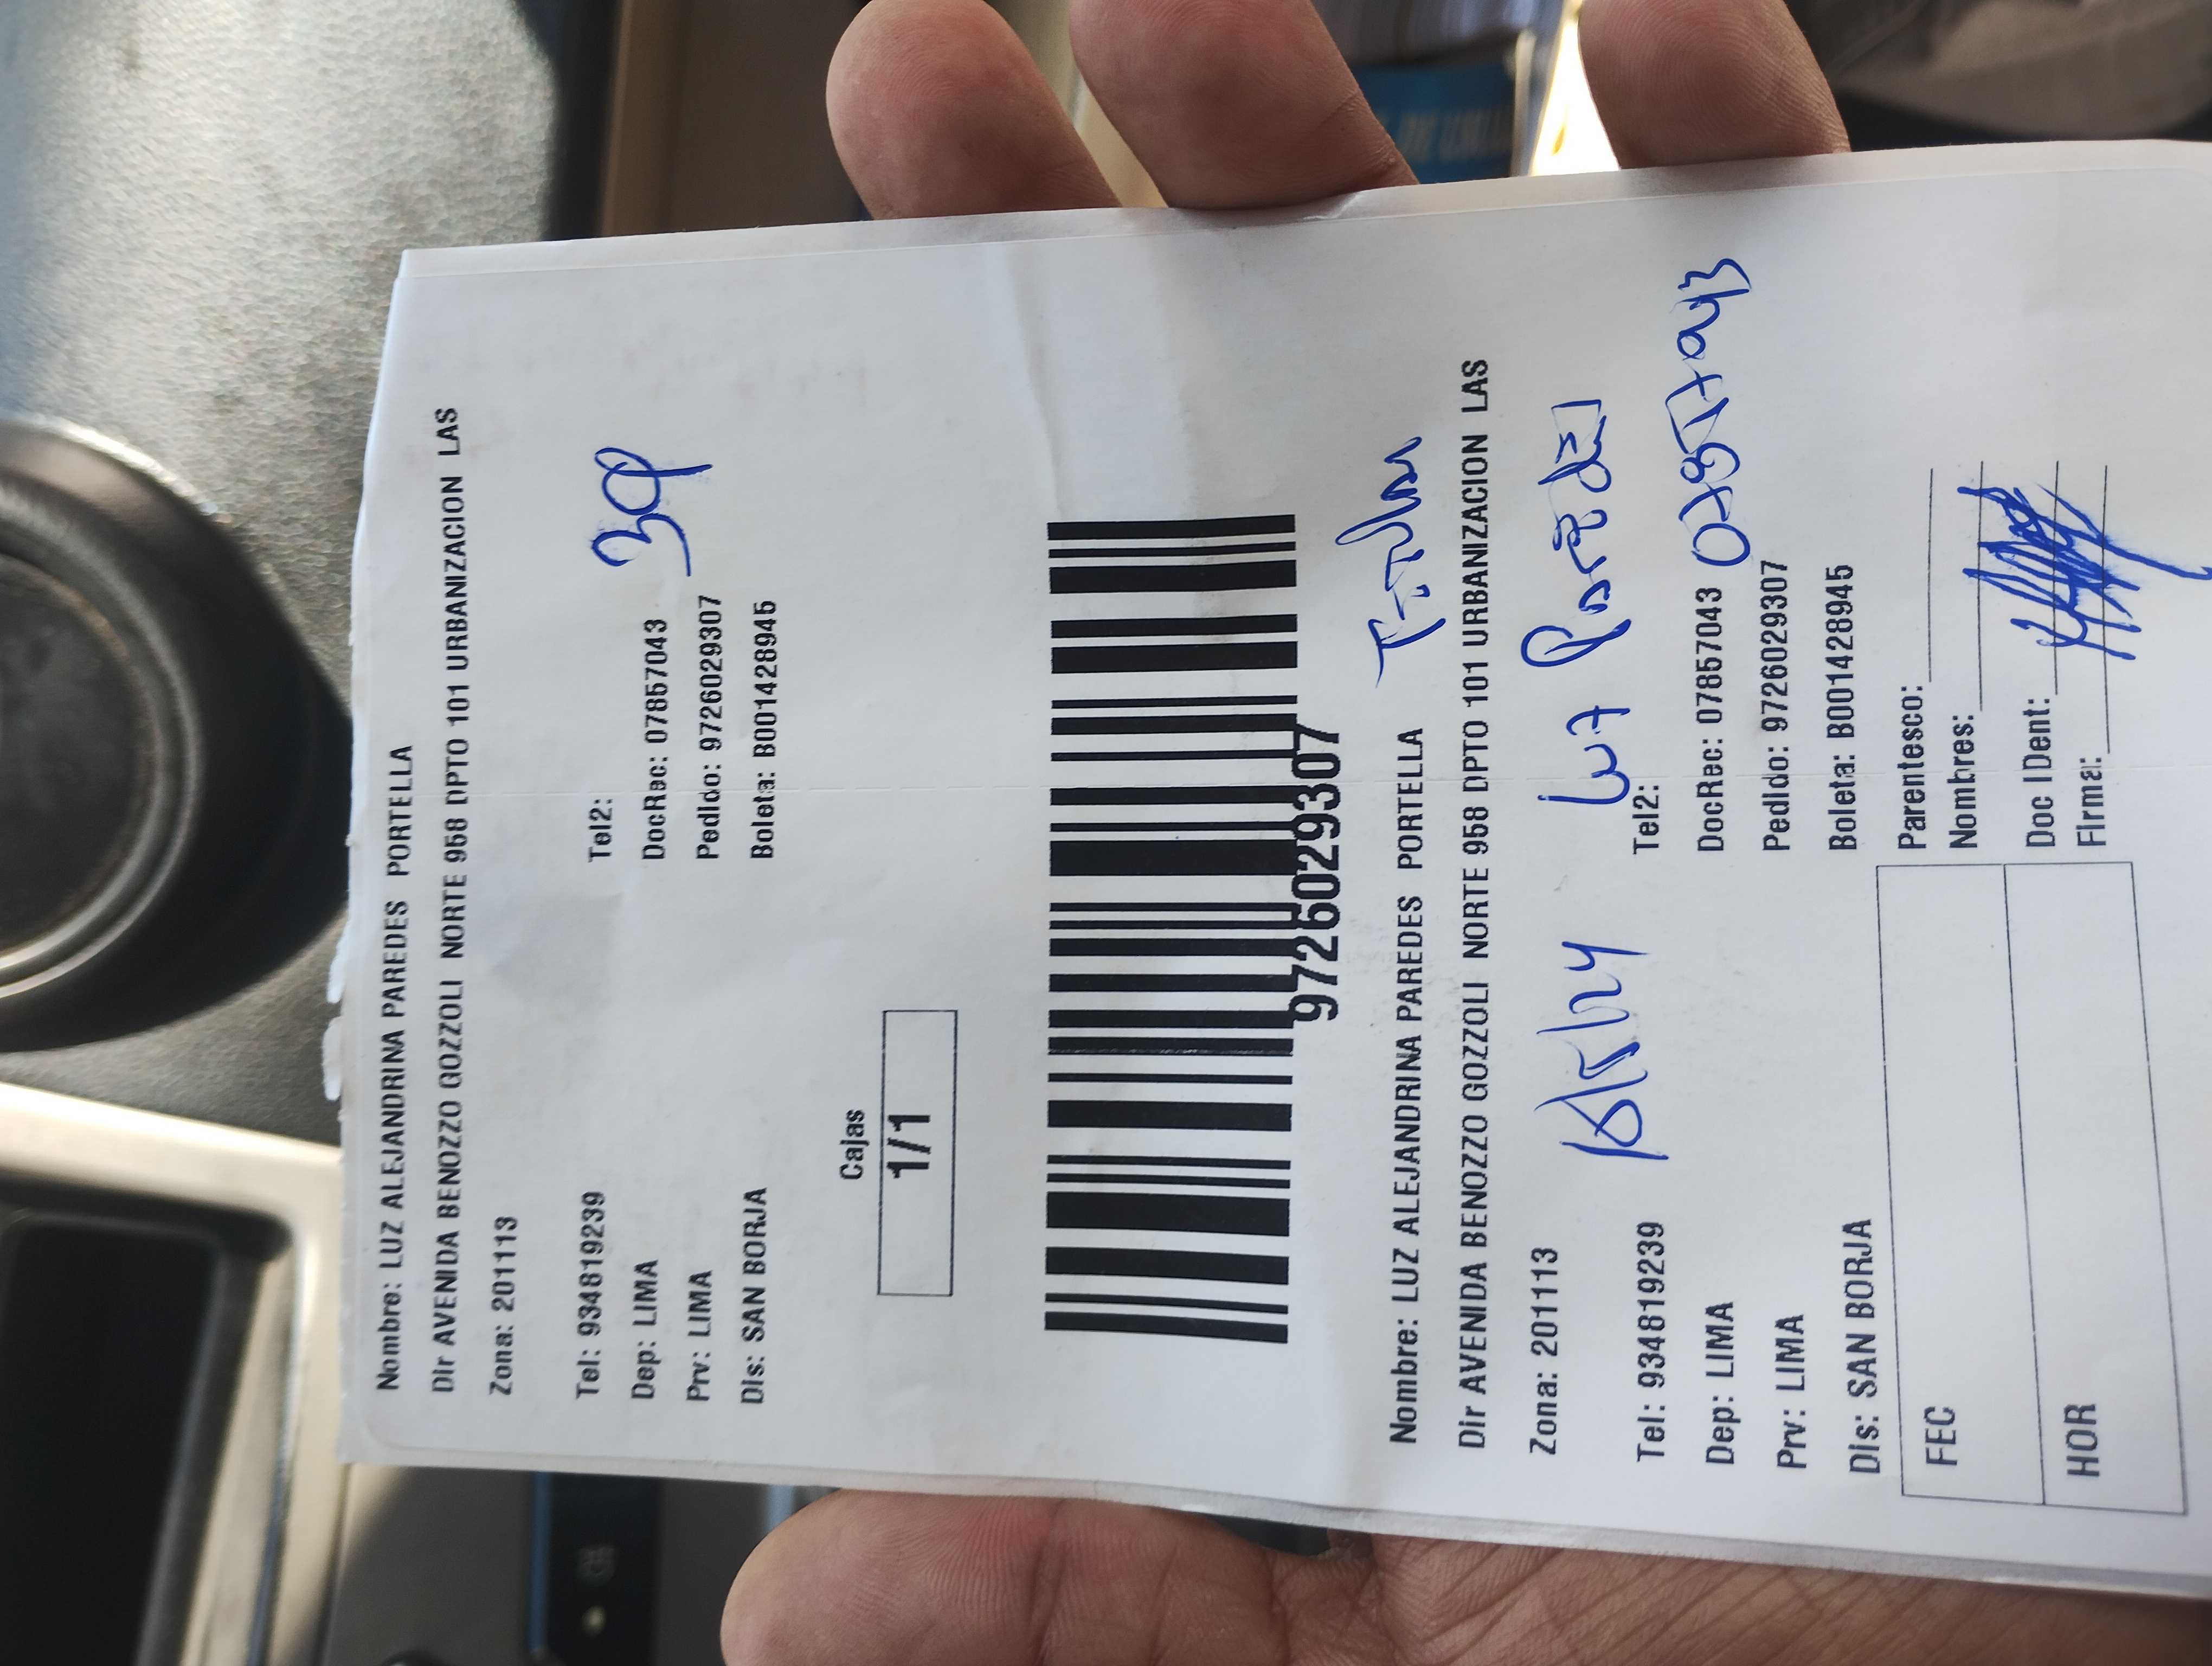 Nombre: LUZ ALEJANDRINA PAREDES PORTELLA
Dir AVENIDA BENOZZO GOZZOLI NORTE 958 DPTO 101 URBANIZACION LAS
Zona: 201113
Tel: 934819239 Tel2:
39
Dep: LIMA DocRec: 07857043
Prv: LIMA Pedido: 9726029307
Dis: SAN BORJA Boleta: B001428945
Cajas
1/1
9726029307
Nombre: LUZ ALEJANDRINA PAREDES PORTELLA
Dir AVENIDA BENOZZO GOZZOLI NORTE 958 DPTO 101 URBANIZACION LAS
Zona: 201113
Luz Paredes
Tel: 934819239 Tel2:
07857043
Dep: LIMA DocRec: 07857043
Prv: LIMA Pedido: 9726029307
Dis: SAN BORJA Boleta: B001428945
FEC Parentesco:
Nombres:
HOR Doc IDent:
Firma: